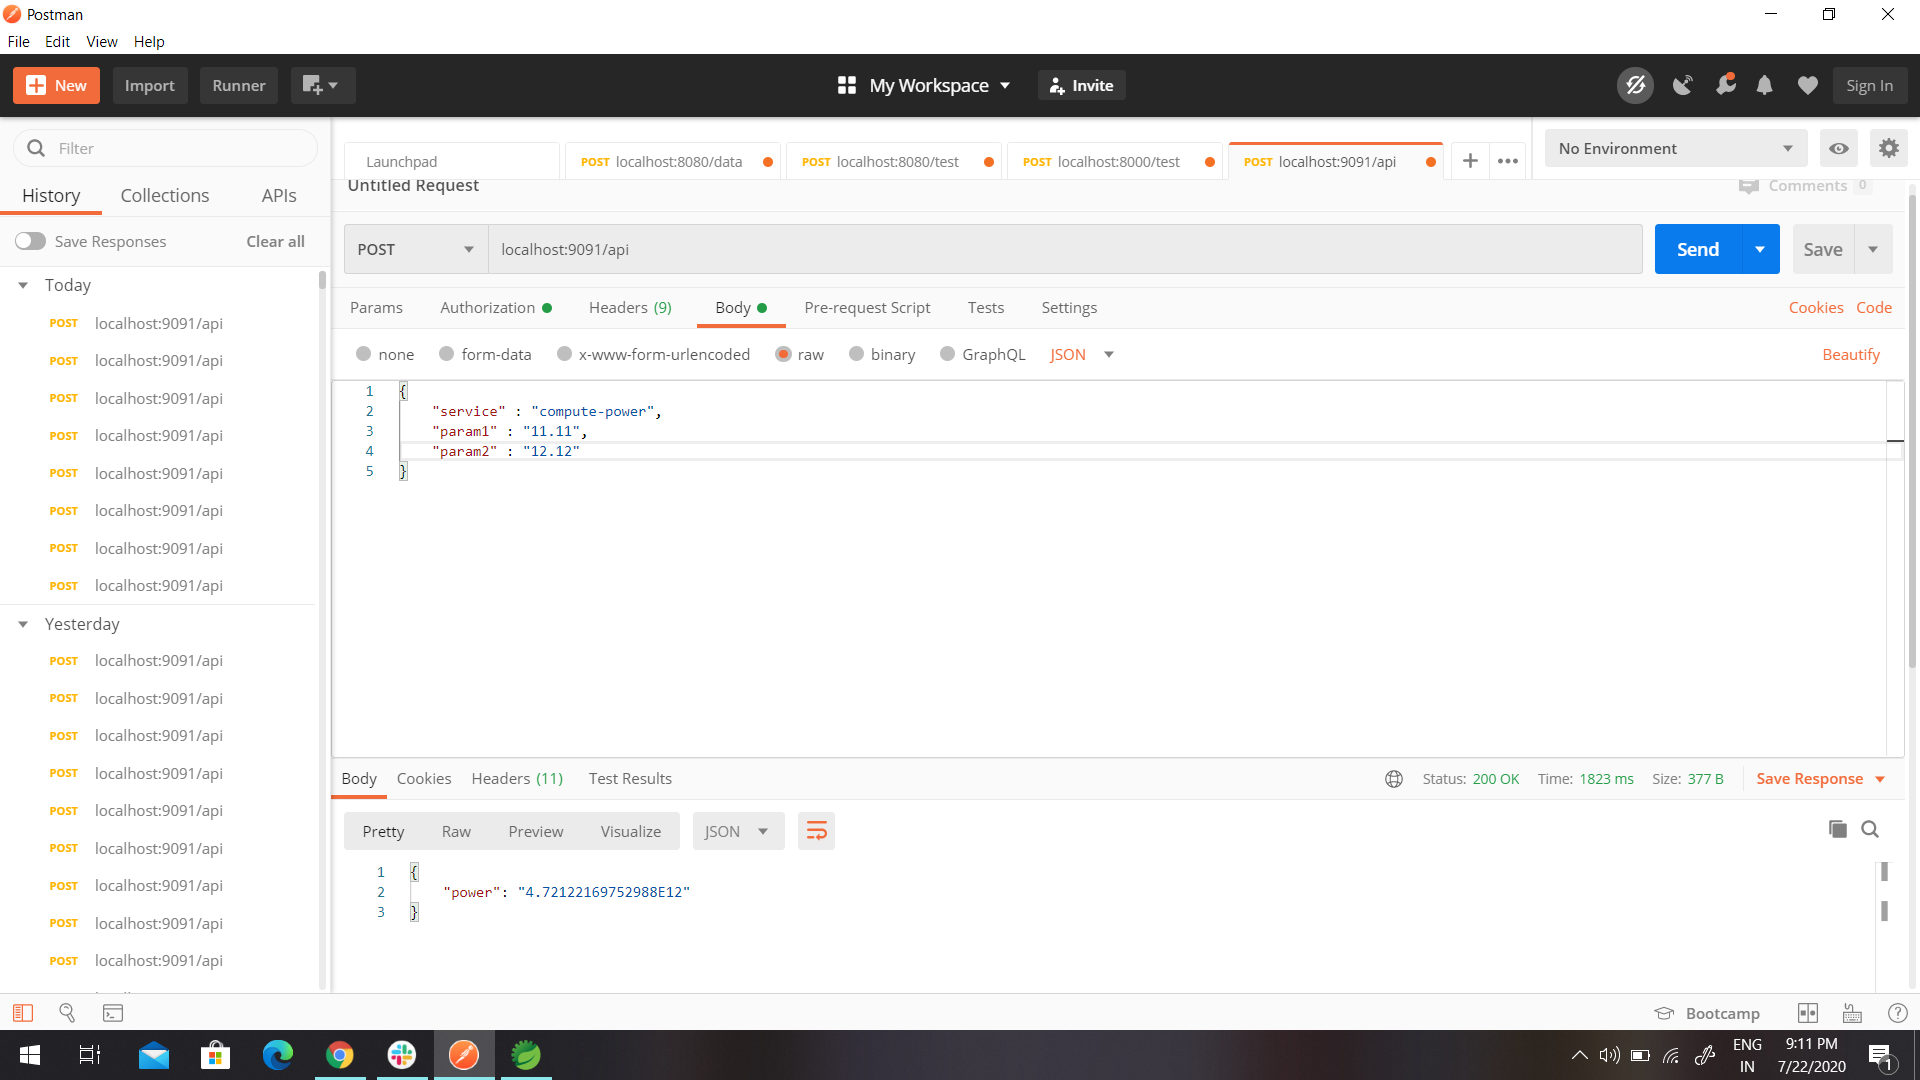 Postman
File Edit View Help
New Import Runner My Workspace Invite Sign In
Filter
History Collections APIs
Save Responses Clear all
Today
POST localhost:9091/api
POST localhost:9091/api
POST localhost:9091/api
POST localhost:9091/api
POST localhost:9091/api
POST localhost:9091/api
POST localhost:9091/api
POST localhost:9091/api
Yesterday
POST localhost:9091/api
POST localhost:9091/api
POST localhost:9091/api
POST localhost:9091/api
POST localhost:9091/api
POST localhost:9091/api
POST localhost:9091/api
POST localhost:9091/api
POST localhost:9091/api
Launchpad POST localhost:8080/data POST localhost:8080/test POST localhost:8000/test POST localhost:9091/api No Environment
Untitled Request Comments 0
POST localhost:9091/api Send Save
Params Authorization Headers (9) Body Pre-request Script Tests Settings Cookies Code
none form-data x-www-form-urlencoded raw binary GraphQL JSON Beautify
1 {
2 "service" : "compute-power",
3 "param1" : "11.11",
4 "param2" : "12.12"
5 }
Body Cookies Headers (11) Test Results Status: 200 OK Time: 1823 ms Size: 377 B Save Response
Pretty Raw Preview Visualize JSON
1 {
2 "power": "4.72122169752988E12"
3 }
Bootcamp
ENG
IN
9:11 PM
7/22/2020
1